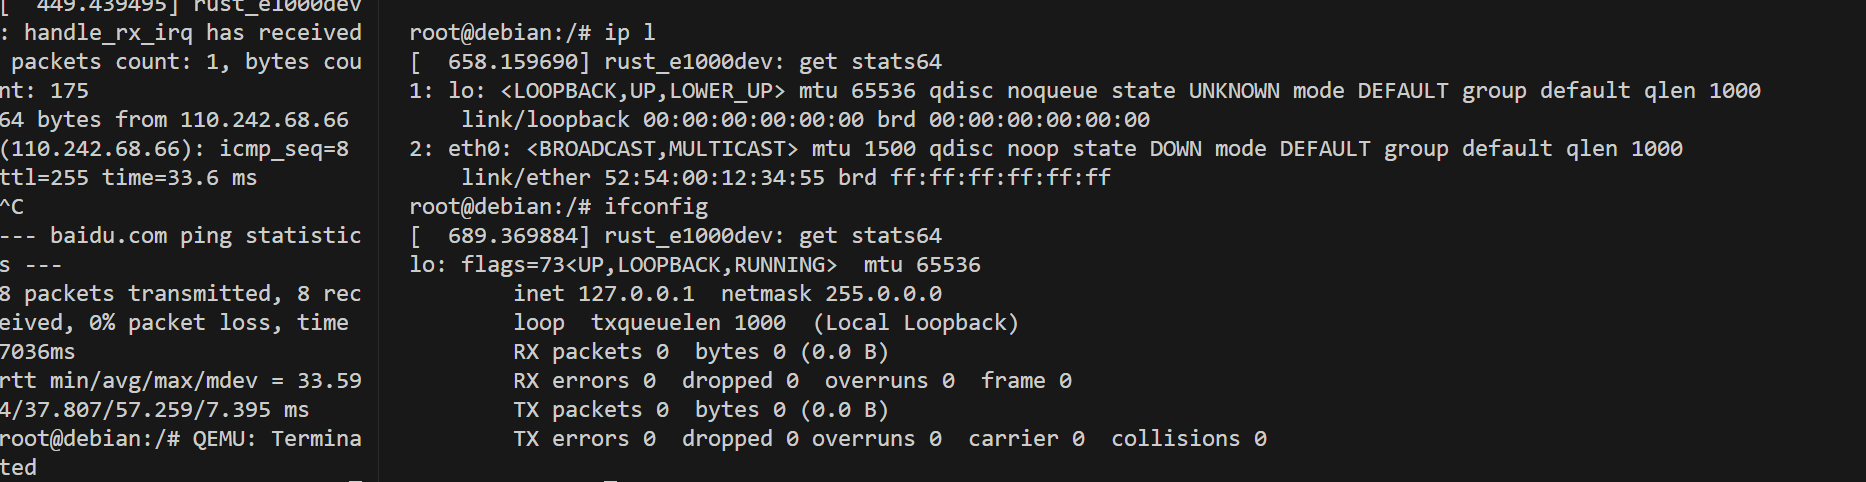 [  449.439495] rust_e1000dev
: handle_rx_irq has received
 packets count: 1, bytes cou
nt: 175
64 bytes from 110.242.68.66
(110.242.68.66): icmp_seq=8
ttl=255 time=33.6 ms
^C
--- baidu.com ping statistic
s ---
8 packets transmitted, 8 rec
eived, 0% packet loss, time
7036ms
rtt min/avg/max/mdev = 33.59
4/37.807/57.259/7.395 ms
root@debian:/# QEMU: Termina
ted
root@debian:/# ip l
[  658.159690] rust_e1000dev: get stats64
1: lo: <LOOPBACK,UP,LOWER_UP> mtu 65536 qdisc noqueue state UNKNOWN mode DEFAULT group default qlen 1000
    link/loopback 00:00:00:00:00:00 brd 00:00:00:00:00:00
2: eth0: <BROADCAST,MULTICAST> mtu 1500 qdisc noop state DOWN mode DEFAULT group default qlen 1000
    link/ether 52:54:00:12:34:55 brd ff:ff:ff:ff:ff:ff
root@debian:/# ifconfig
[  689.369884] rust_e1000dev: get stats64
lo: flags=73<UP,LOOPBACK,RUNNING>  mtu 65536
        inet 127.0.0.1  netmask 255.0.0.0
        loop  txqueuelen 1000  (Local Loopback)
        RX packets 0  bytes 0 (0.0 B)
        RX errors 0  dropped 0  overruns 0  frame 0
        TX packets 0  bytes 0 (0.0 B)
        TX errors 0  dropped 0 overruns 0  carrier 0  collisions 0